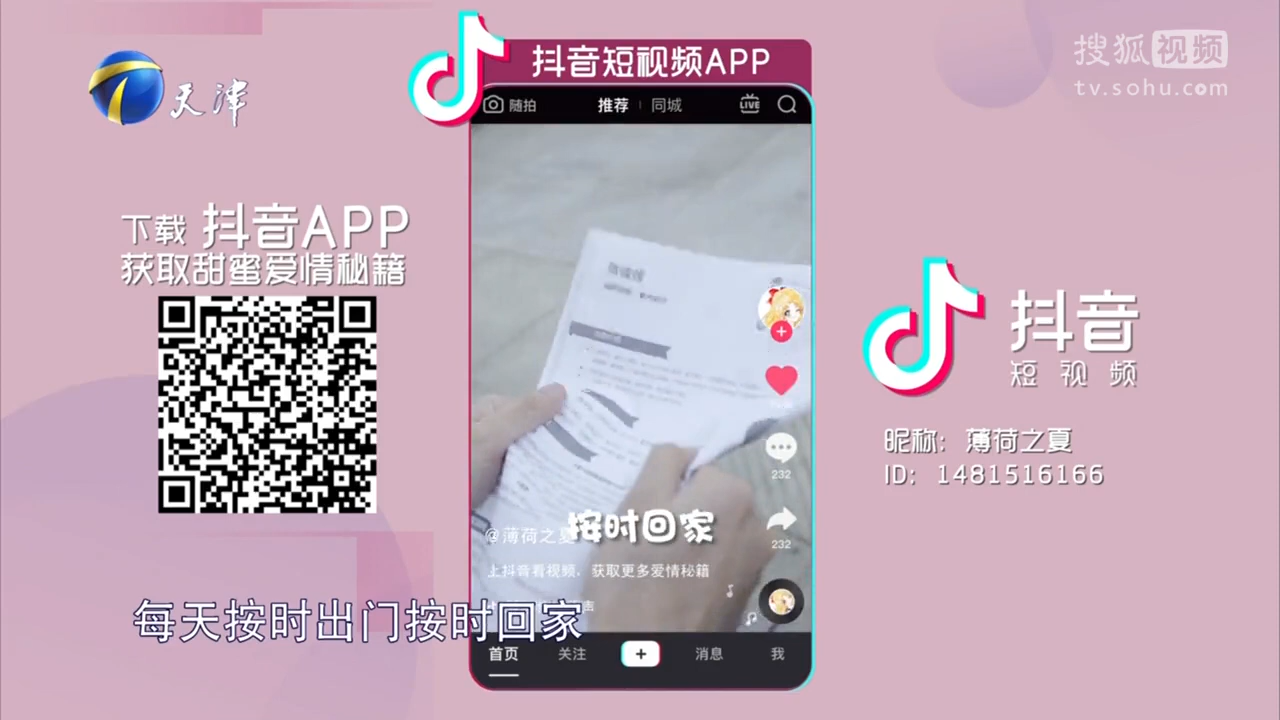 天津
搜狐视频
tv.sohu.com
抖音短视频APP
随拍
推荐
同城
LIVE
下载 抖音APP
获取甜蜜爱情秘籍
抖音
短视频
昵称: 薄荷之夏
ID: 1481516166
232
232
按时回家
@薄荷之夏
上抖音看视频,获取更多爱情秘籍
每天按时出门按时回家
首页
关注
消息
我